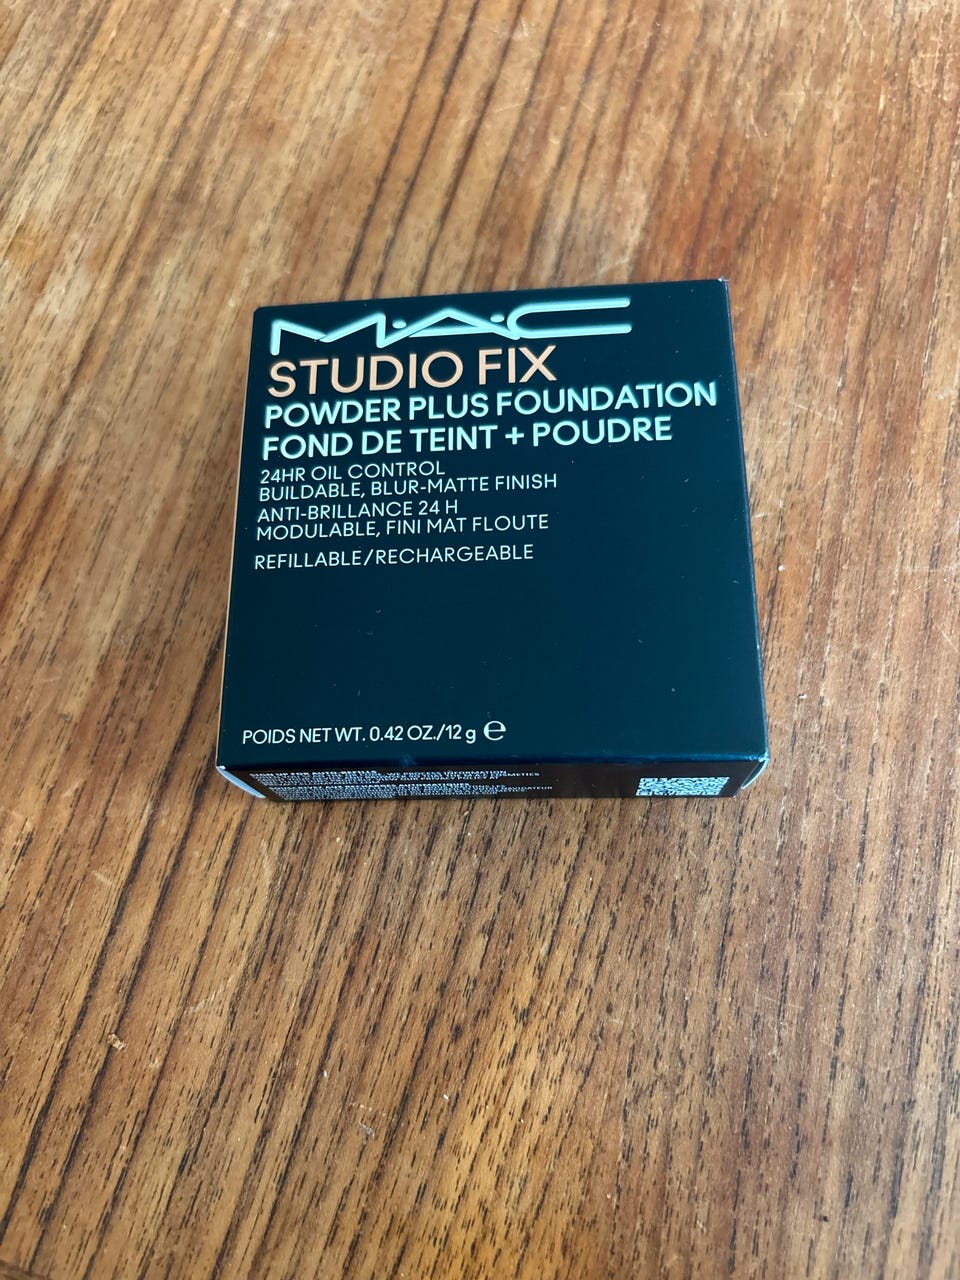 M·A·C
STUDIO FIX
POWDER PLUS FOUNDATION
FOND DE TEINT + POUDRE
24HR OIL CONTROL
BUILDABLE, BLUR-MATTE FINISH
ANTI-BRILLANCE 24 H
MODULABLE, FINI MAT FLOUTE
REFILLABLE/RECHARGEABLE
POIDS NET WT. 0.42 OZ./12 g ℮